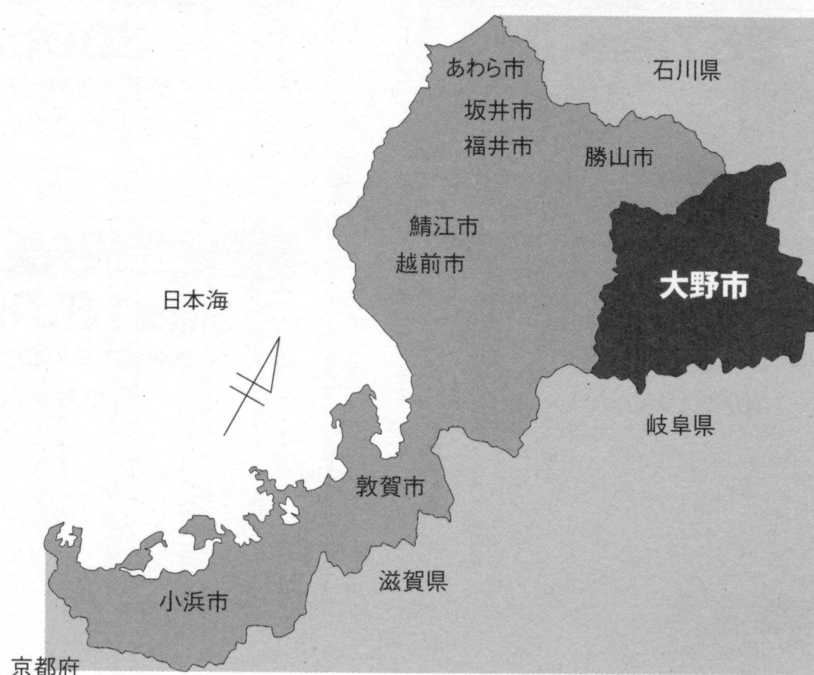 あわら市
石川県
坂井市
福井市
勝山市
鯖江市
越前市
大野市
日本海
岐阜県
敦賀市
滋賀県
小浜市
京都府